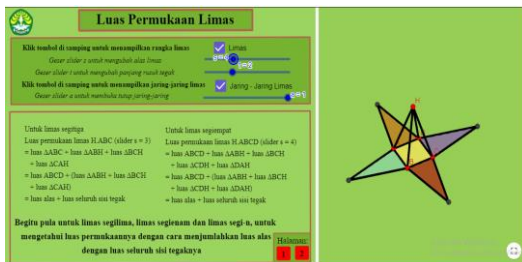 Luas Permukaan Limas
Klik tombol di samping untuk menampilkan rangka limas
Limas
Geser slider s untuk mengubah alas limas
Geser slider t untuk mengubah panjang rusuk tegak
Klik tombol di samping untuk menampilkan jaring-jaring limas
Jaring - Jaring Limas
Geser slider a untuk membuka tutup jaring-jaring
Untuk limas segitiga
Luas permukaan limas H.ABC (slider s = 3)
= luas ΔABC + luas ΔABH + luas ΔBCH
+ luas ΔCAH
= luas ABC + (luas ΔABH + luas ΔBCH
+ luas ΔCAH)
= luas alas + luas seluruh sisi tegak
Untuk limas segiempat
Luas permukaan limas H.ABCD (slider s = 4)
= luas ABCD + luas ΔABH + luas ΔBCH
+ luas ΔCDH + luas ΔDAH
= luas ABCD + (luas ΔABH + luas ΔBCH
+ luas ΔCDH + luas ΔDAH)
= luas alas + luas seluruh sisi tegak
Begitu pula untuk limas segilima, limas segienam dan limas segi-n, untuk
mengetahui luas permukaannya dengan cara menjumlahkan luas alas
dengan luas seluruh sisi tegaknya
Halaman:
1 2
H